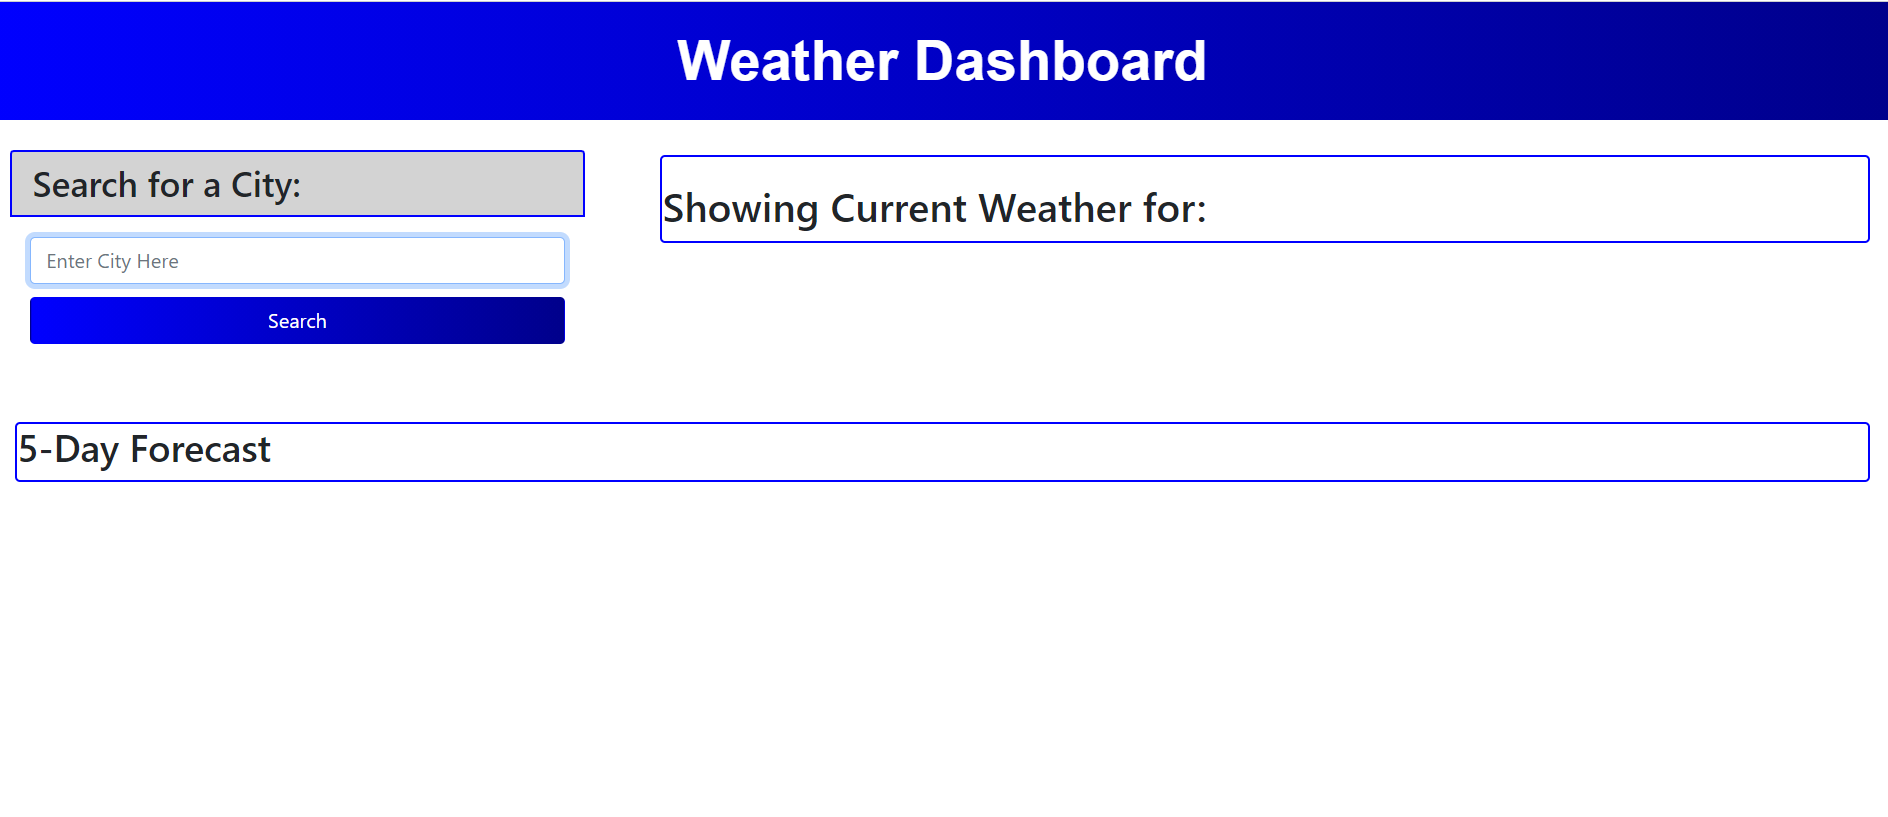 Weather Dashboard
Search for a City:
Enter City Here
Search
Showing Current Weather for:
5-Day Forecast